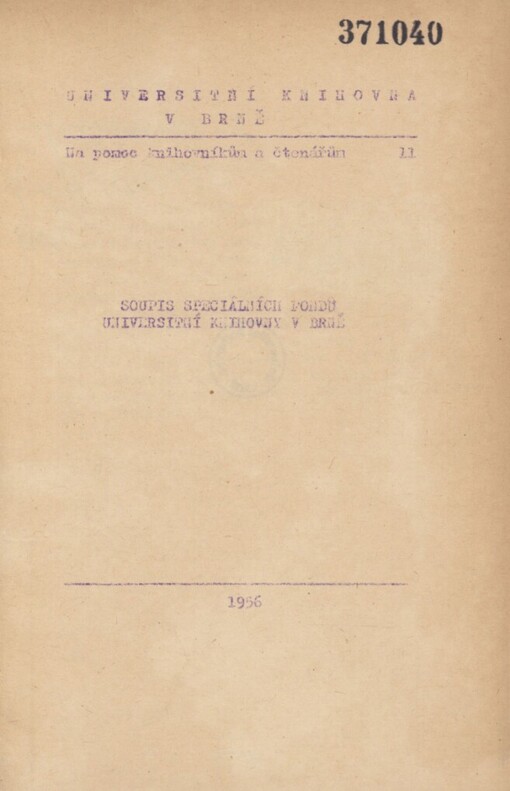 371040
UNIVERSITNÍ KNIHOVNA
V BRNĚ
Na pomoc knihovníkům a čtenářům 11
SOUPIS SPECIÁLNÍCH FONDŮ
UNIVERSITNÍ KNIHOVNY V BRNĚ
1956